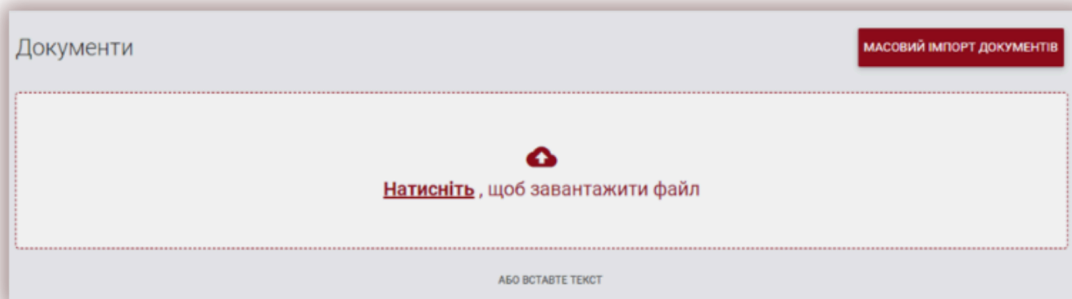 Документи
МАСОВИЙ ІМПОРТ ДОКУМЕНТІВ
Натисніть , щоб завантажити файл
АБО ВСТАВТЕ ТЕКСТ